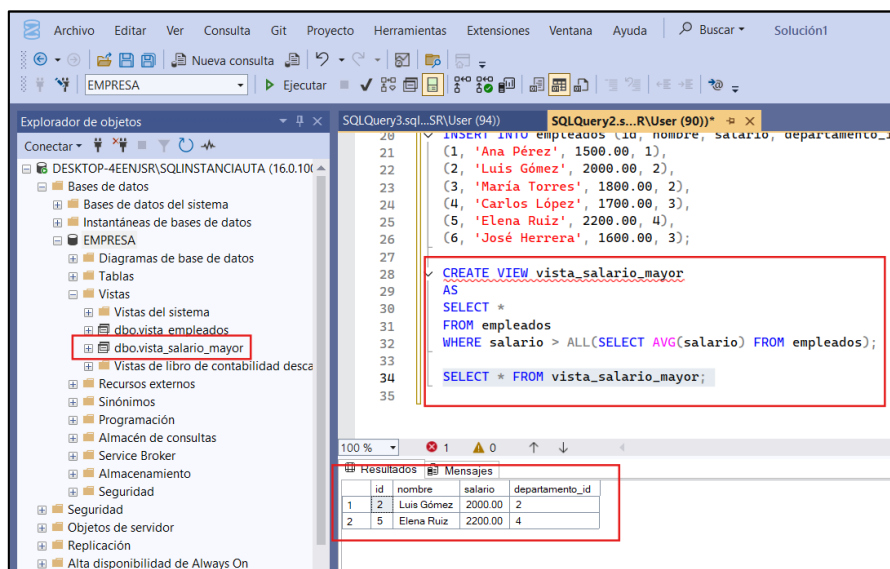 Archivo Editar Ver Consulta Git Proyecto Herramientas Extensiones Ventana Ayuda Buscar Solución1
Nueva consulta
EMPRESA Ejecutar
Explorador de objetos
Conectar
DESKTOP-4EENJSR\SQLINSTANCIAUTA (16.0.100
Bases de datos
Bases de datos del sistema
Instantáneas de bases de datos
EMPRESA
Diagramas de base de datos
Tablas
Vistas
Vistas del sistema
dbo.vista_empleados
dbo.vista_salario_mayor
Vistas de libro de contabilidad desca
Recursos externos
Sinónimos
Programación
Almacén de consultas
Service Broker
Almacenamiento
Seguridad
Seguridad
Objetos de servidor
Replicación
Alta disponibilidad de Always On
SQLQuery3.sql...SR\User (94)) SQLQuery2.s...R\User (90))*
20 INSERT INTO empleados (id, nombre, salario, departamento_i
21 (1, 'Ana Pérez', 1500.00, 1),
22 (2, 'Luis Gómez', 2000.00, 2),
23 (3, 'María Torres', 1800.00, 2),
24 (4, 'Carlos López', 1700.00, 3),
25 (5, 'Elena Ruiz', 2200.00, 4),
26 (6, 'José Herrera', 1600.00, 3);
27
28 CREATE VIEW vista_salario_mayor
29 AS
30 SELECT *
31 FROM empleados
32 WHERE salario > ALL(SELECT AVG(salario) FROM empleados);
33
34 SELECT * FROM vista_salario_mayor;
35
100 % 1 0
Resultados Mensajes
id nombre salario departamento_id
1 2 Luis Gómez 2000.00 2
2 5 Elena Ruiz 2200.00 4